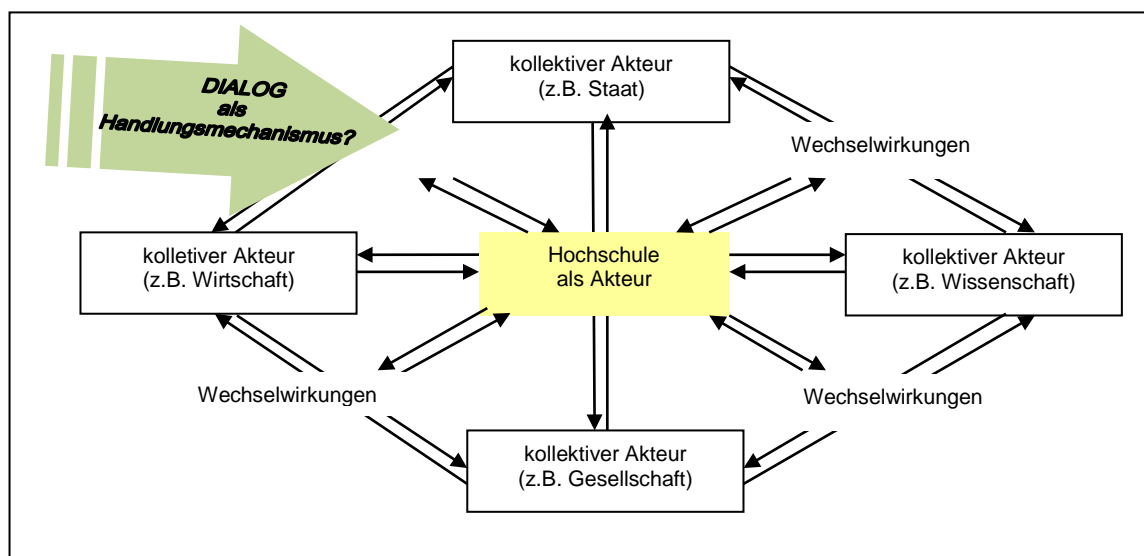 DIALOG
als
Handlungsmechanismus?
kollektiver Akteur
(z.B. Staat)
Wechselwirkungen
kolletiver Akteur
(z.B. Wirtschaft)
Hochschule
als Akteur
kollektiver Akteur
(z.B. Wissenschaft)
Wechselwirkungen
Wechselwirkungen
kollektiver Akteur
(z.B. Gesellschaft)